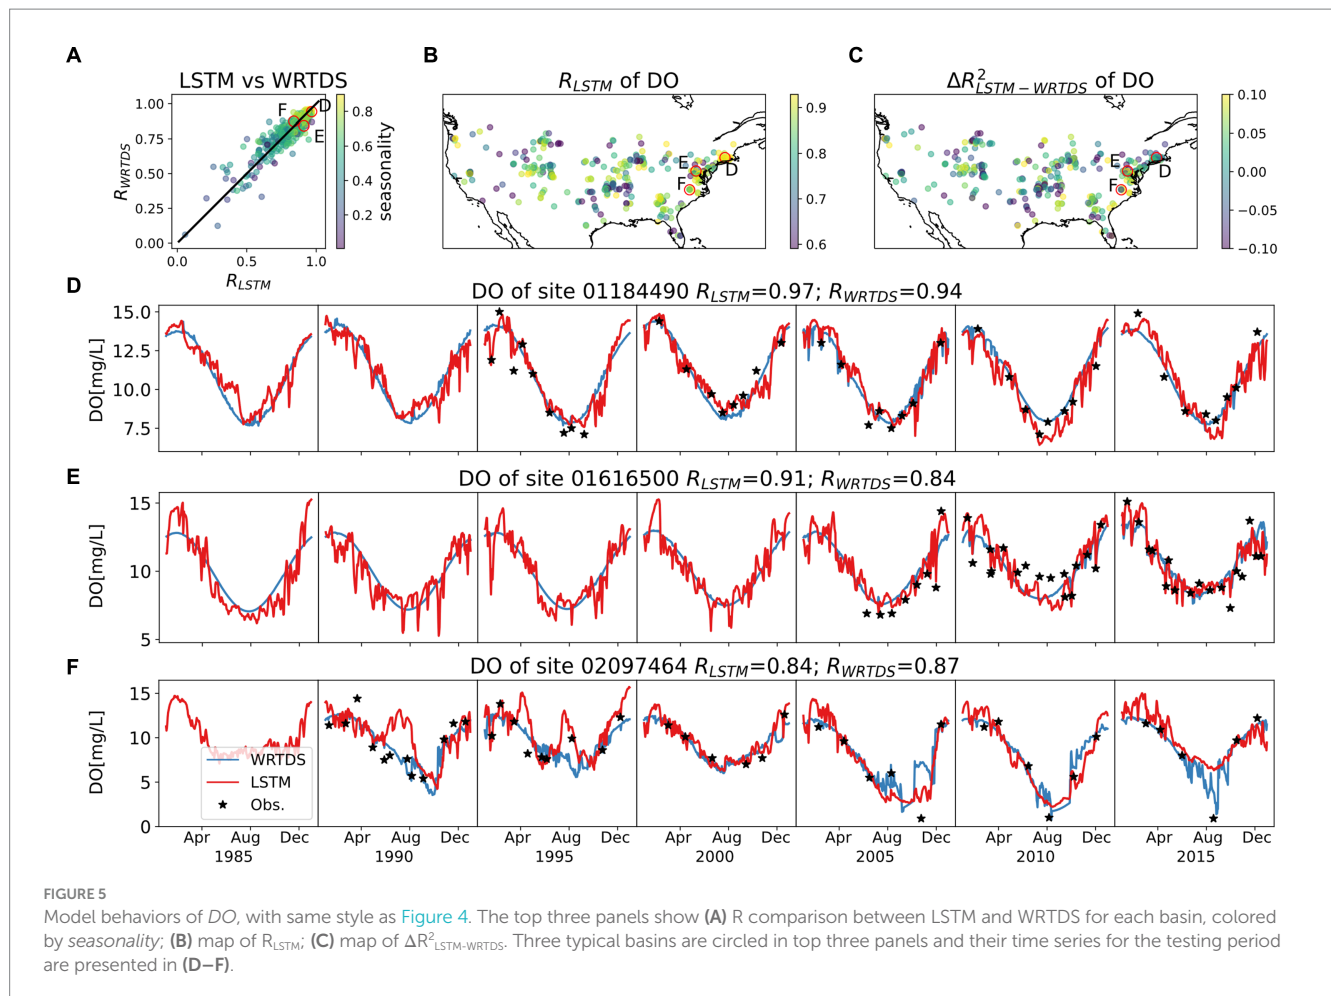 A
B
C
LSTM vs WRTDS
R_LSTM of DO
ΔR²_LSTM−WRTDS of DO
1.00
0.75
0.50
0.25
0.00
R_WRTDS
0.0
0.5
1.0
R_LSTM
F
D
E
0.8
0.6
0.4
0.2
seasonality
E
D
F
0.9
0.8
0.7
0.6
E
D
F
0.10
0.05
0.00
−0.05
−0.10
D
DO of site 01184490 R_LSTM=0.97; R_WRTDS=0.94
15.0
12.5
10.0
7.5
DO[mg/L]
E
DO of site 01616500 R_LSTM=0.91; R_WRTDS=0.84
15
10
5
DO[mg/L]
F
DO of site 02097464 R_LSTM=0.84; R_WRTDS=0.87
15
10
5
0
DO[mg/L]
WRTDS
LSTM
Obs.
Apr Aug Dec Apr Aug Dec Apr Aug Dec Apr Aug Dec Apr Aug Dec Apr Aug Dec Apr Aug Dec
1985 1990 1995 2000 2005 2010 2015
FIGURE 5
Model behaviors of DO, with same style as Figure 4. The top three panels show (A) R comparison between LSTM and WRTDS for each basin, colored
by seasonality; (B) map of R_LSTM; (C) map of ΔR²_LSTM-WRTDS. Three typical basins are circled in top three panels and their time series for the testing period
are presented in (D–F).